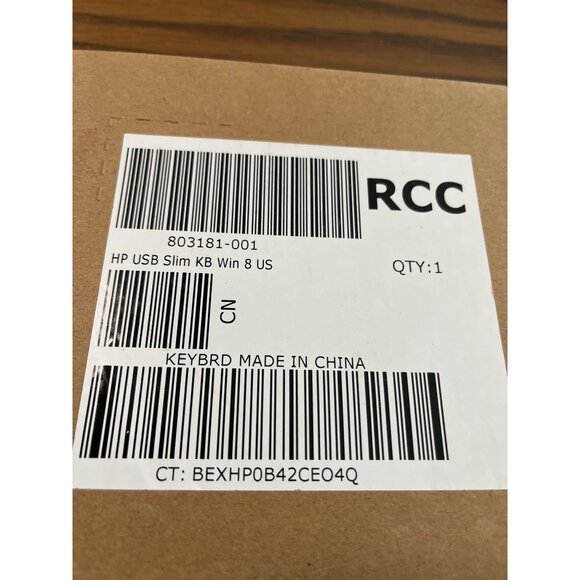 RCC
803181-001
HP USB Slim KB Win 8 US
QTY:1
CN
KEYBRD MADE IN CHINA
CT: BEXHP0B42CEO4Q